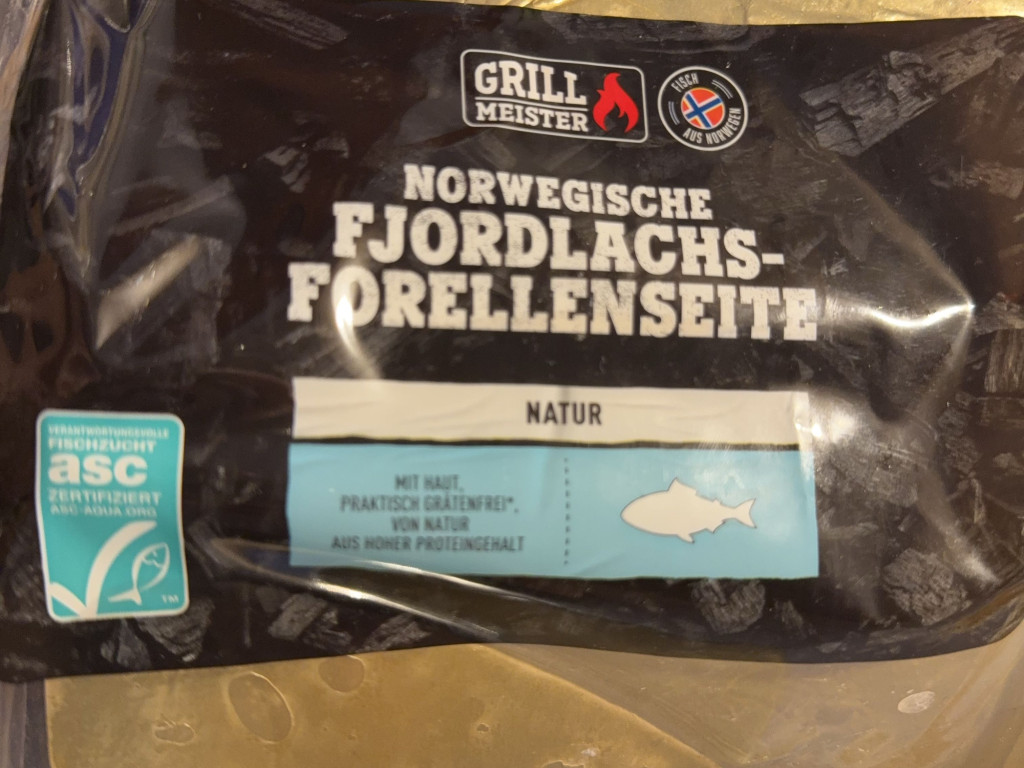 GRILL
MEISTER
FISCH
AUS NORWEGEN
NORWEGISCHE
FJORDLACHS-
FORELLENSEITE
NATUR
MIT HAUT,
PRAKTISCH GRÄTENFREI*,
VON NATUR
AUS HOHER PROTEINGEHALT
VERANTWORTUNGSVOLLE
FISCHZUCHT
asc
ZERTIFIZIERT
ASC-AQUA.ORG
TM